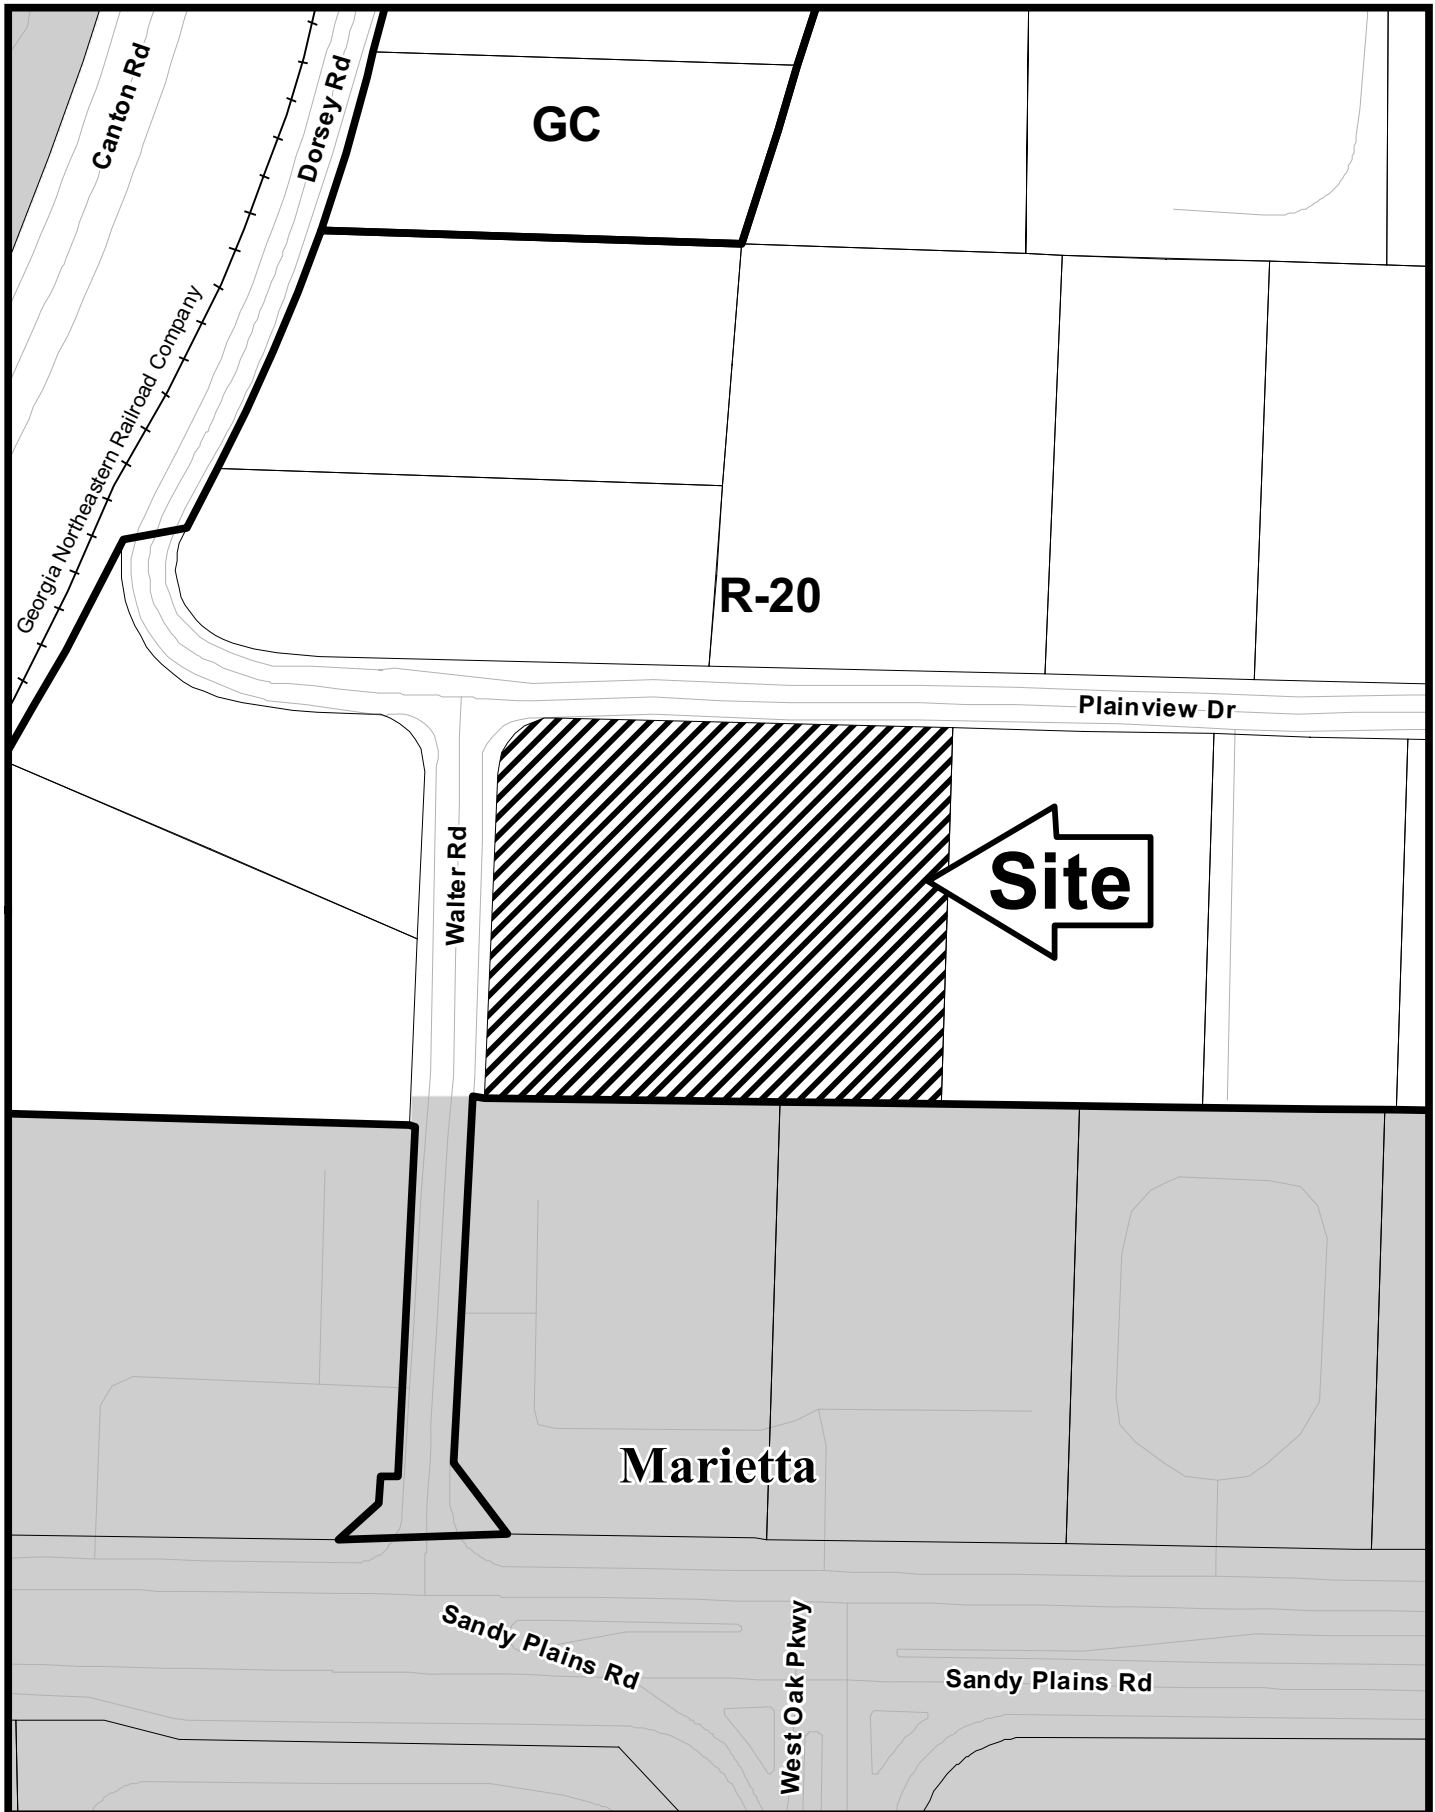 Canton Rd
Dorsey Rd
GC
Georgia Northeastern Railroad Company
R-20
Plainview Dr
Walter Rd
Site
Marietta
Sandy Plains Rd
West Oak Pkwy
Sandy Plains Rd